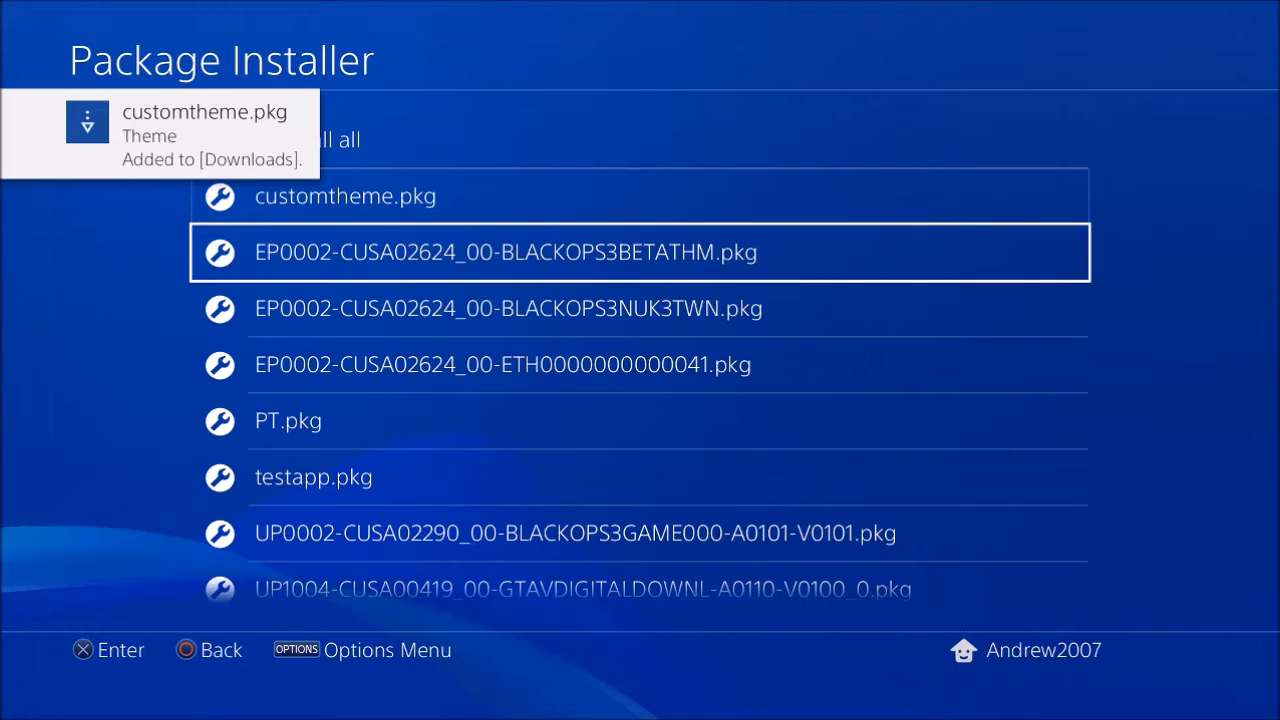 Package Installer
customtheme.pkg
Theme
Added to [Downloads].
all
customtheme.pkg
EP0002-CUSA02624_00-BLACKOPS3BETATHM.pkg
EP0002-CUSA02624_00-BLACKOPS3NUK3TWN.pkg
EP0002-CUSA02624_00-ETH0000000000041.pkg
PT.pkg
testapp.pkg
UP0002-CUSA02290_00-BLACKOPS3GAME000-A0101-V0101.pkg
UP1004-CUSA00419_00-GTAVDIGITALDOWNL-A0110-V0100_0.pkg
Enter Back OPTIONS Options Menu Andrew2007